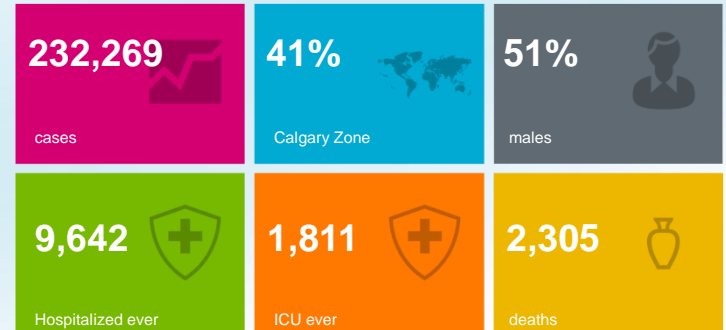 232,269
cases
41%
Calgary Zone
51%
males
9,642
Hospitalized ever
1,811
ICU ever
2,305
deaths